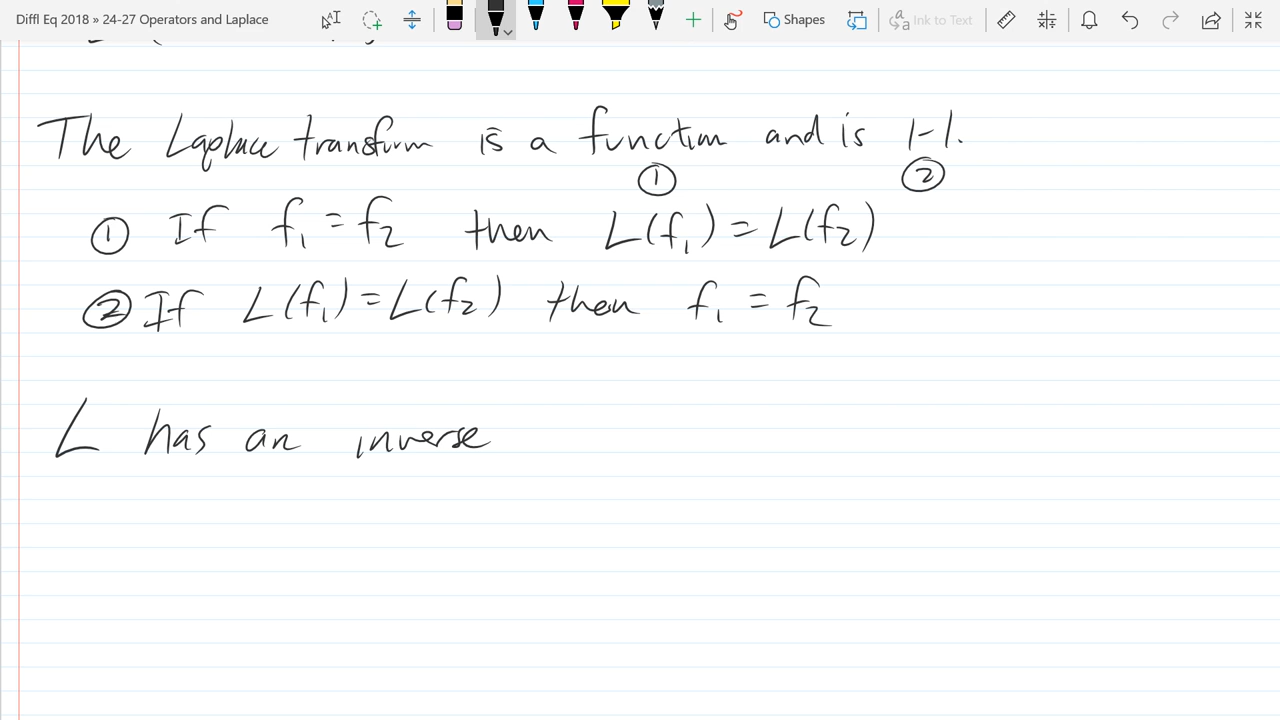 Diffl Eq 2018 » 24-27 Operators and Laplace
Shapes
Ink to Text
The Laplace transform is a function and is 1-1.
① ②
① If f₁ = f₂ then L(f₁) = L(f₂)
② If L(f₁) = L(f₂) then f₁ = f₂
L has an inverse